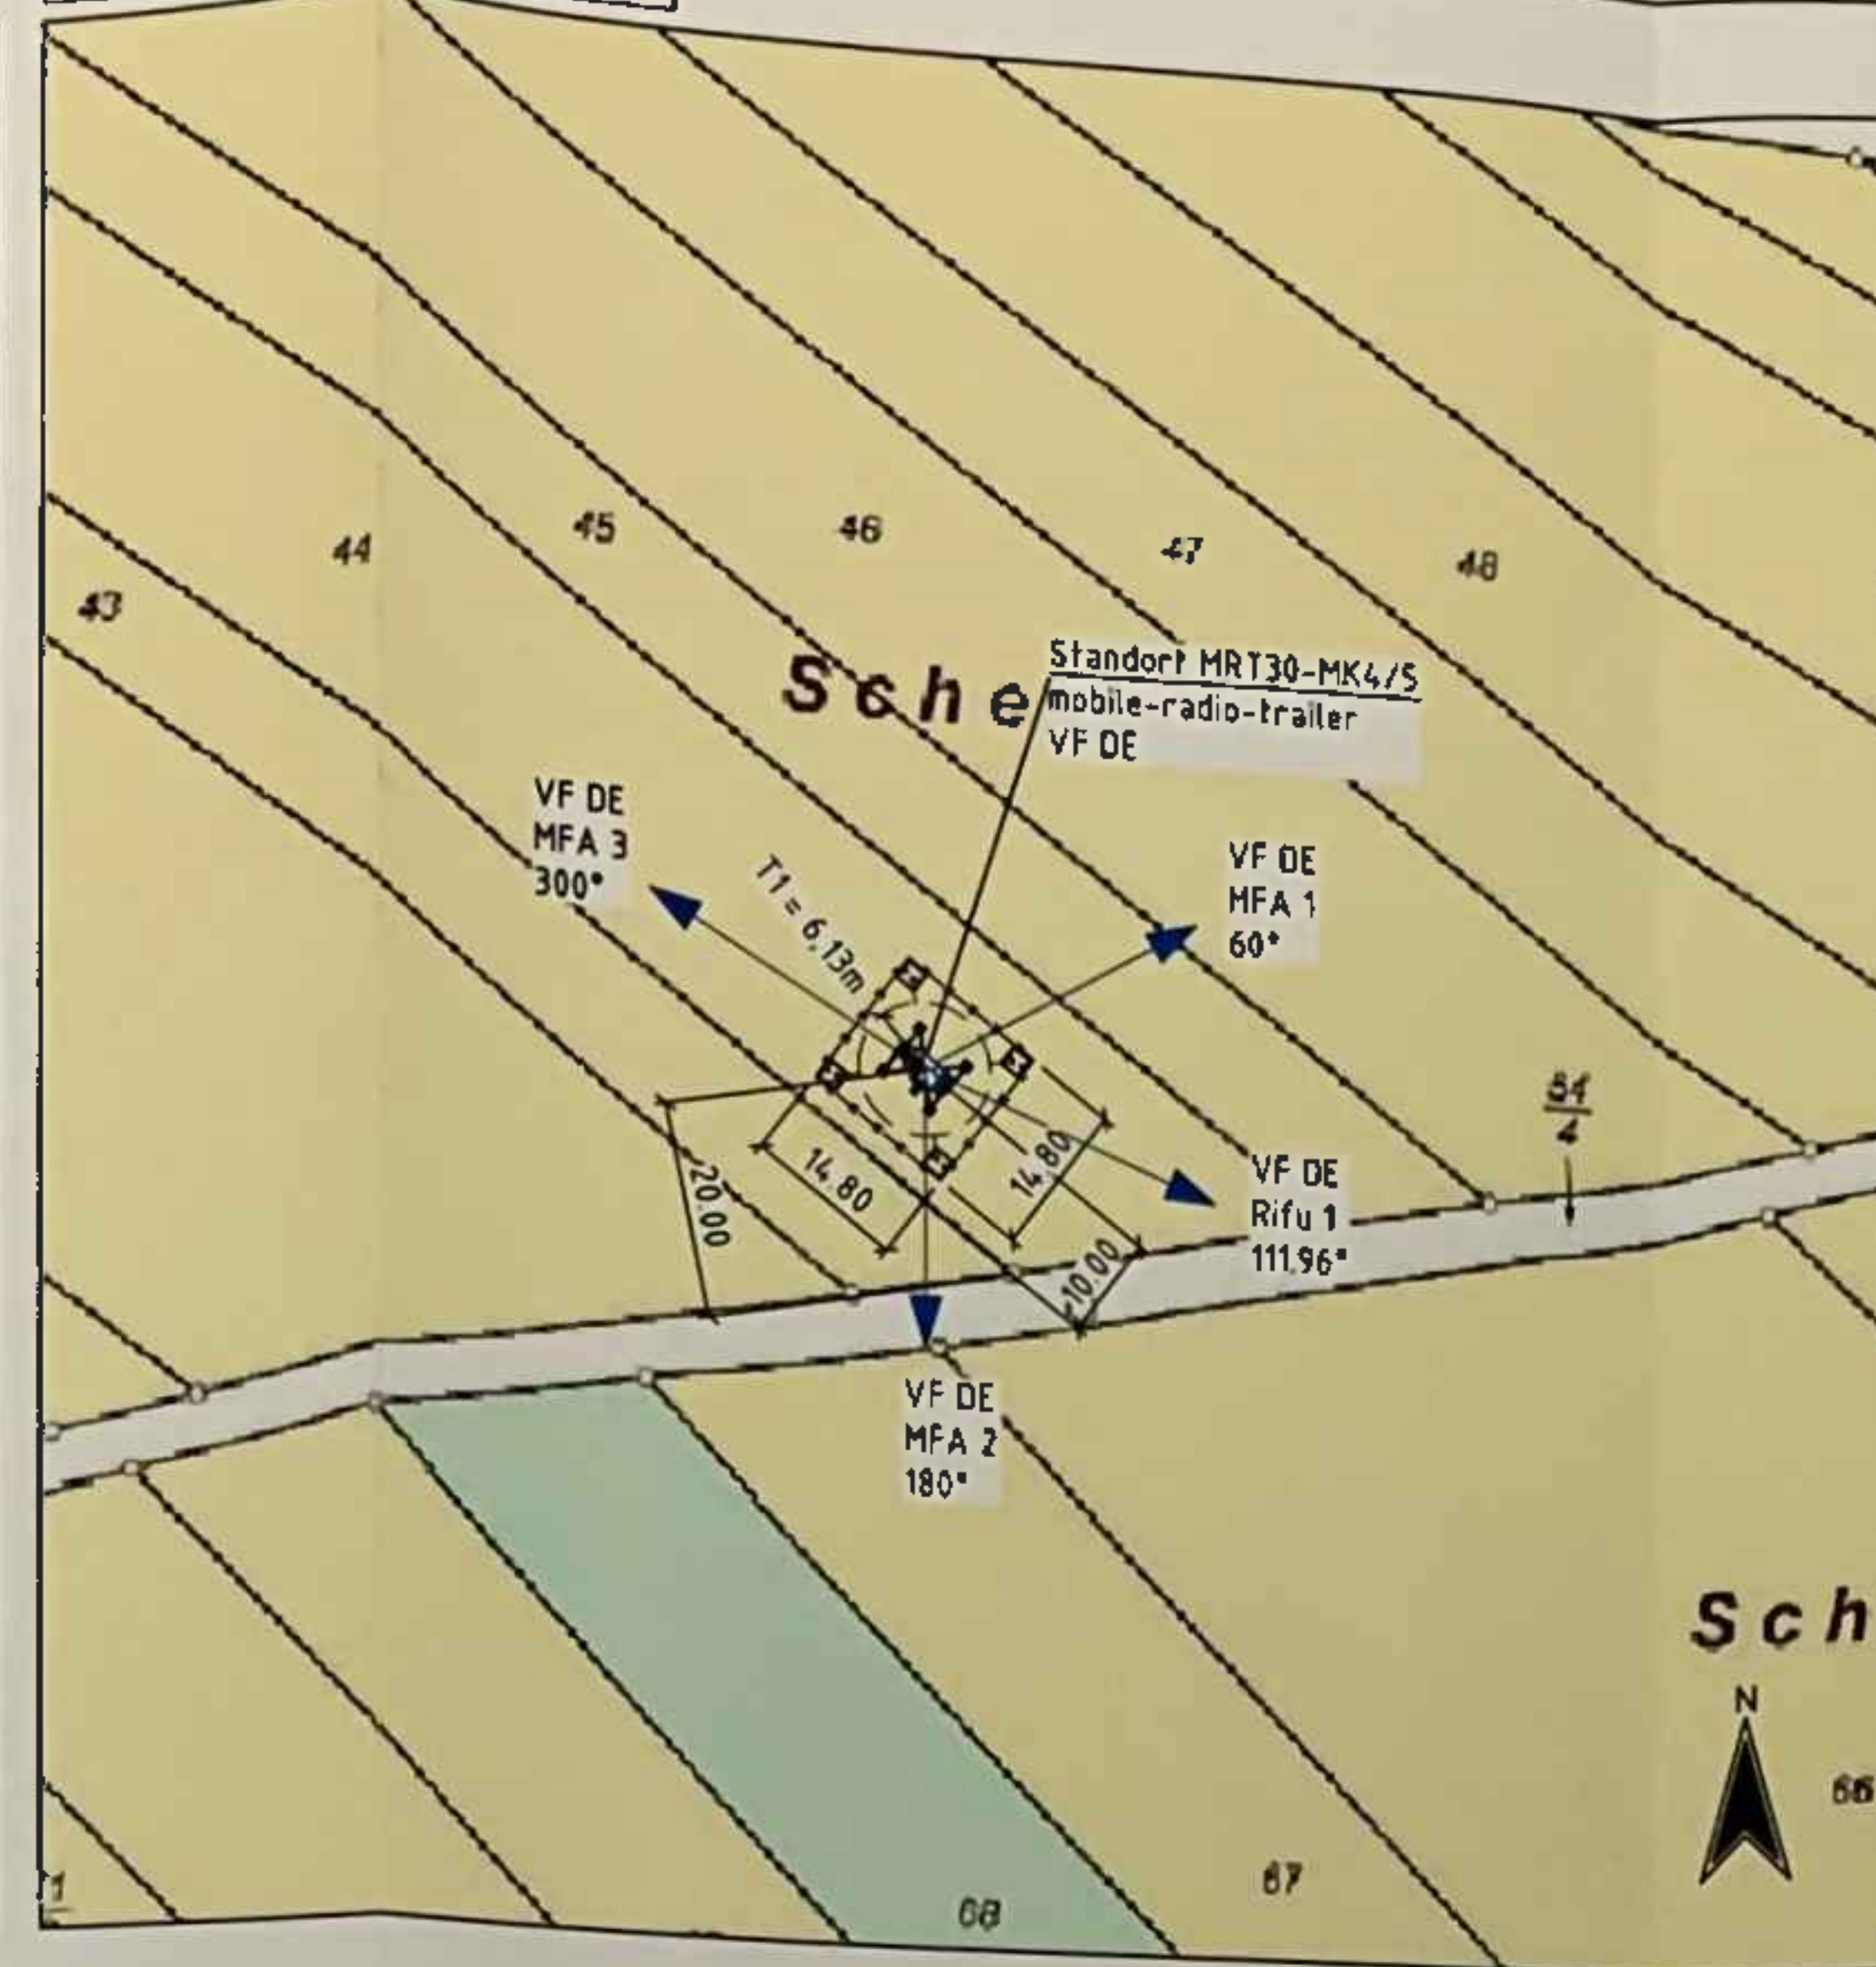 44
45
46
47
48
43
Sche
Standort MRT30-MK4/S
mobile-radio-trailer
VF DE
VF DE
MFA 3
300°
T1 = 6,13m
VF DE
MFA 1
60°
14.80
14.80
20.00
10.00
VF DE
Rifu 1
111.96°
84
4
VF DE
MFA 2
180°
Sch
N
66
67
68
1